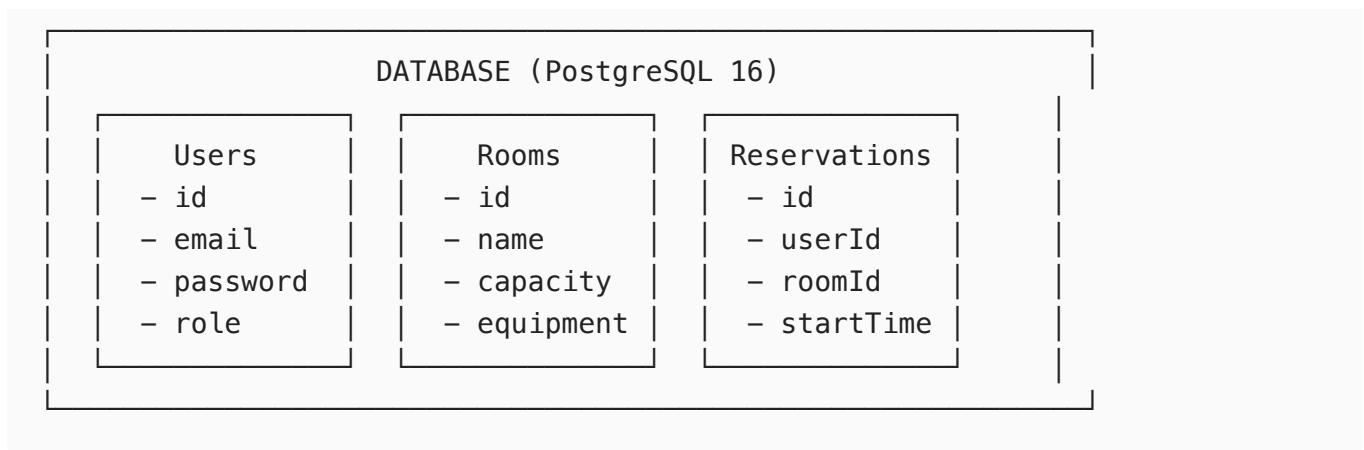 DATABASE (PostgreSQL 16)
Users Rooms Reservations
– id – id – id
– email – name – userId
– password – capacity – roomId
– role – equipment – startTime